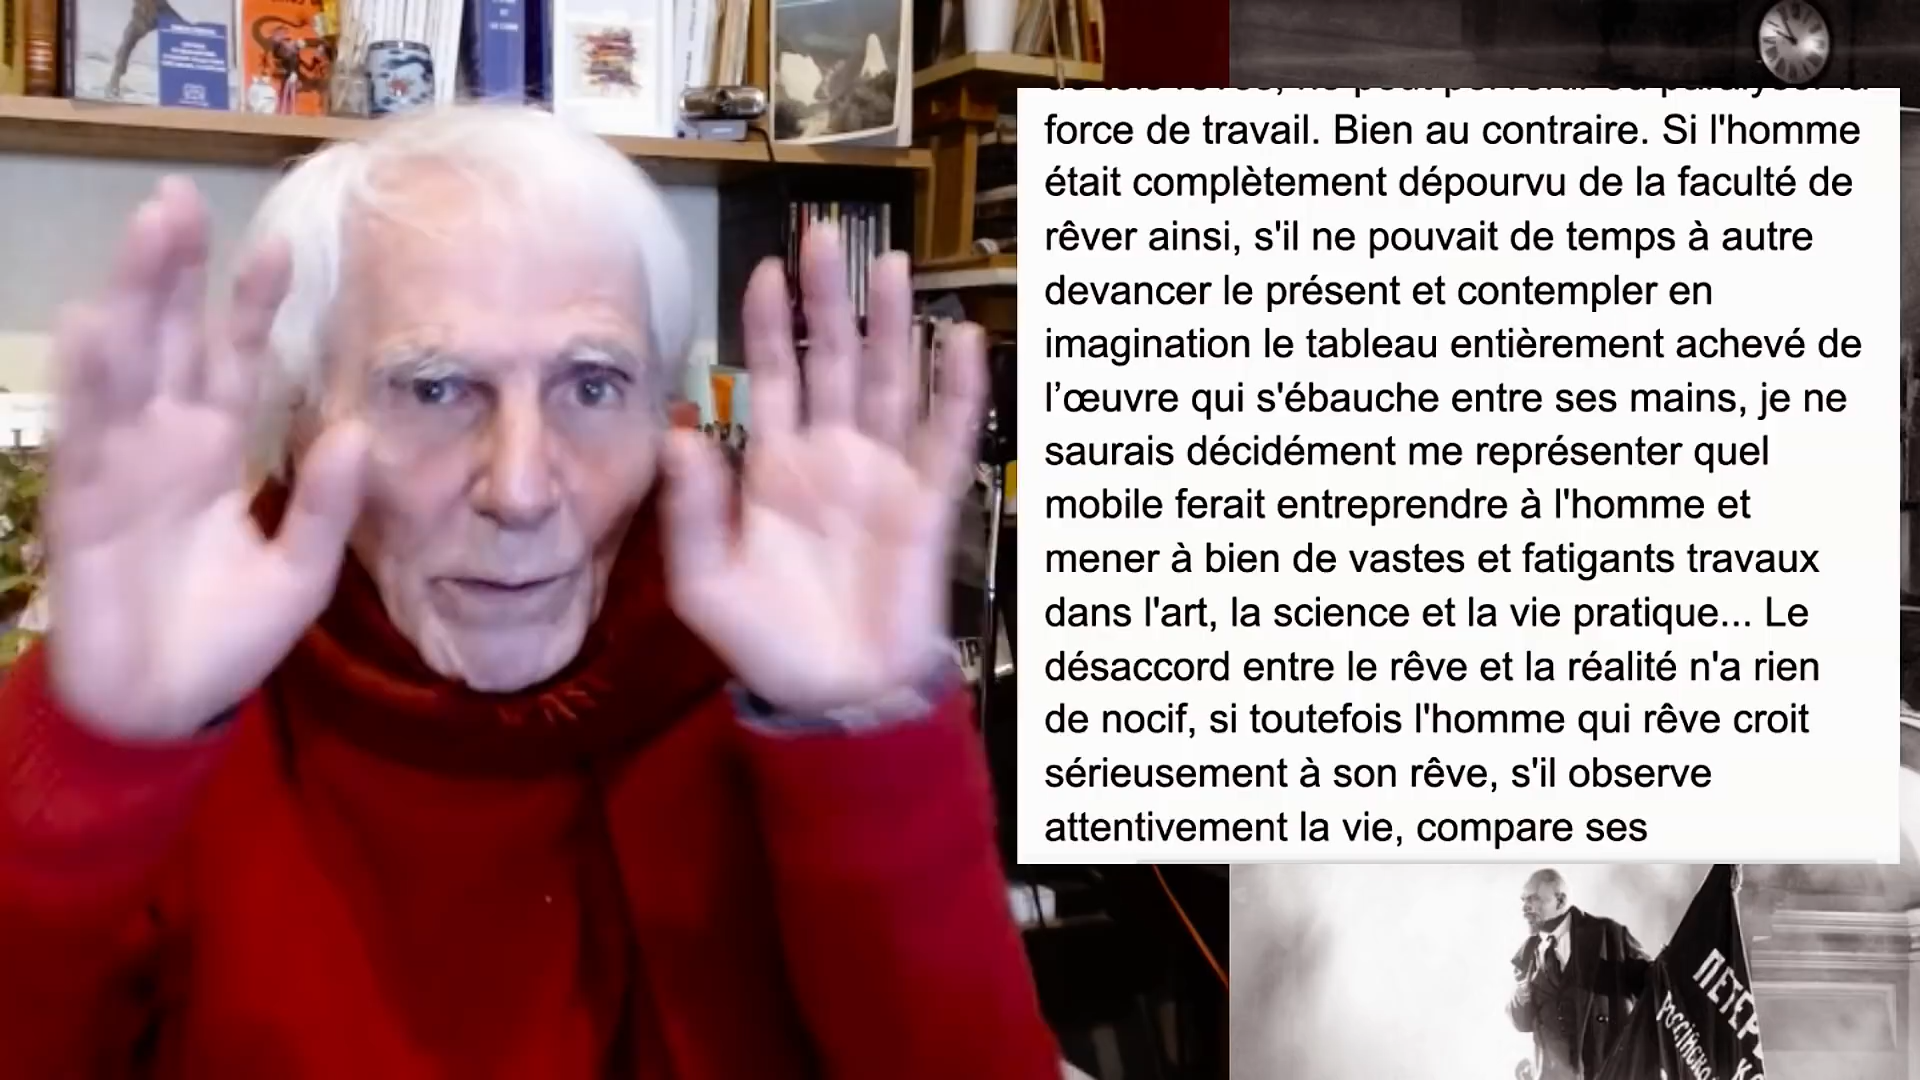 force de travail. Bien au contraire. Si l'homme
était complètement dépourvu de la faculté de
rêver ainsi, s'il ne pouvait de temps à autre
devancer le présent et contempler en
imagination le tableau entièrement achevé de
l’œuvre qui s'ébauche entre ses mains, je ne
saurais décidément me représenter quel
mobile ferait entreprendre à l'homme et
mener à bien de vastes et fatigants travaux
dans l'art, la science et la vie pratique... Le
désaccord entre le rêve et la réalité n'a rien
de nocif, si toutefois l'homme qui rêve croit
sérieusement à son rêve, s'il observe
attentivement la vie, compare ses